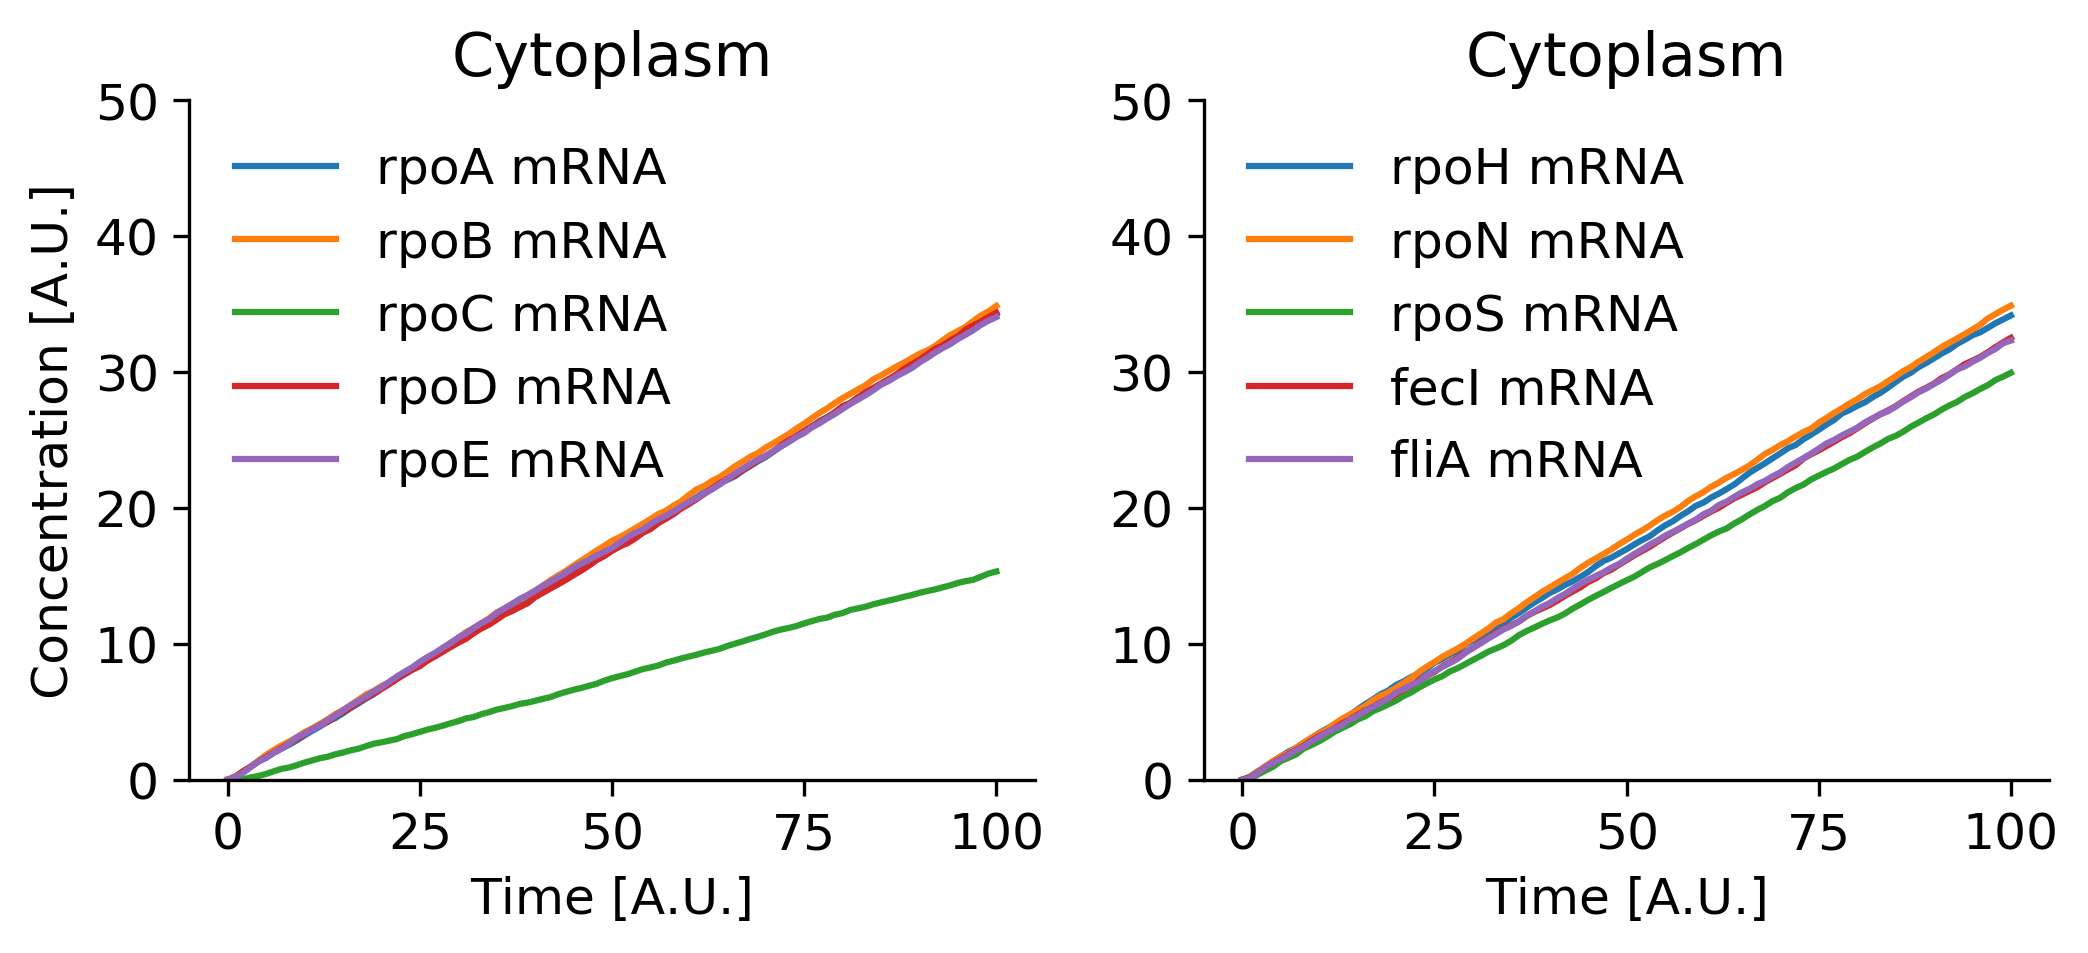 Cytoplasm
50
40
30
20
10
0
Concentration [A.U.]
rpoA mRNA
rpoB mRNA
rpoC mRNA
rpoD mRNA
rpoE mRNA
0 25 50 75 100
Time [A.U.]
Cytoplasm
50
40
30
20
10
0
rpoH mRNA
rpoN mRNA
rpoS mRNA
fecI mRNA
fliA mRNA
0 25 50 75 100
Time [A.U.]